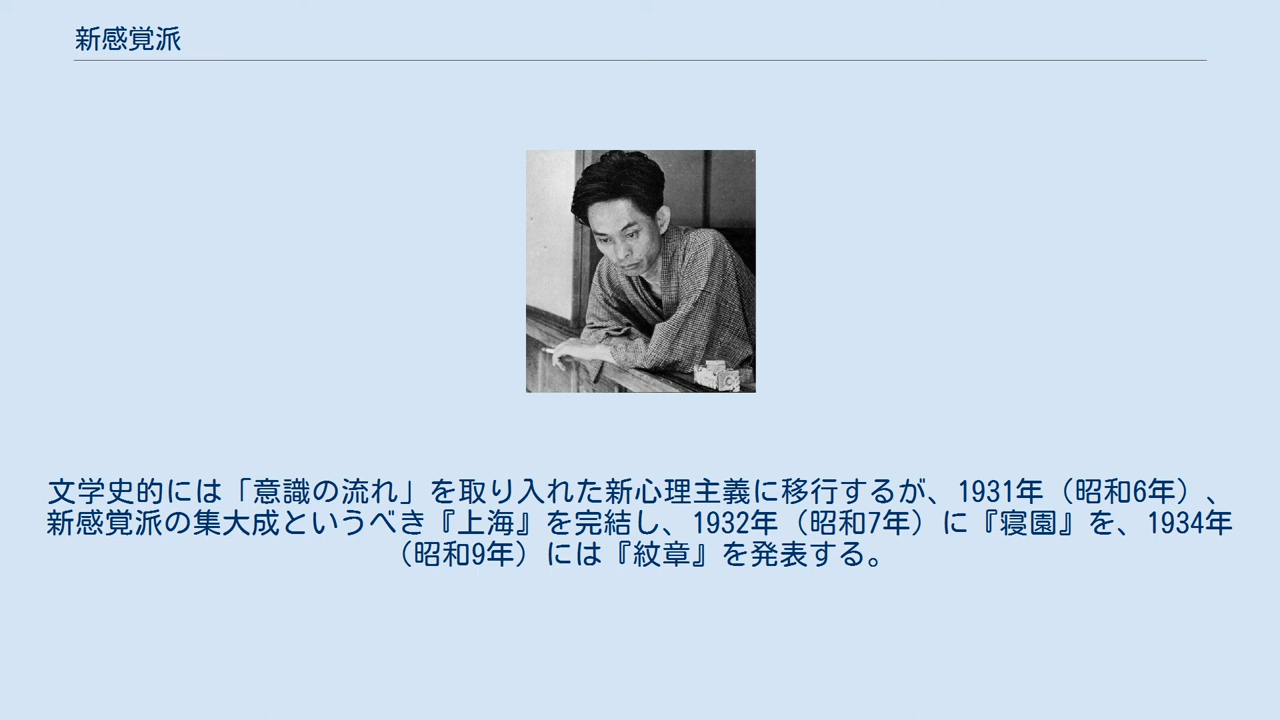 新感覚派
文学史的には「意識の流れ」を取り入れた新心理主義に移行するが、1931年（昭和6年）、
新感覚派の集大成というべき『上海』を完結し、1932年（昭和7年）に『寝園』を、1934年
（昭和9年）には『紋章』を発表する。